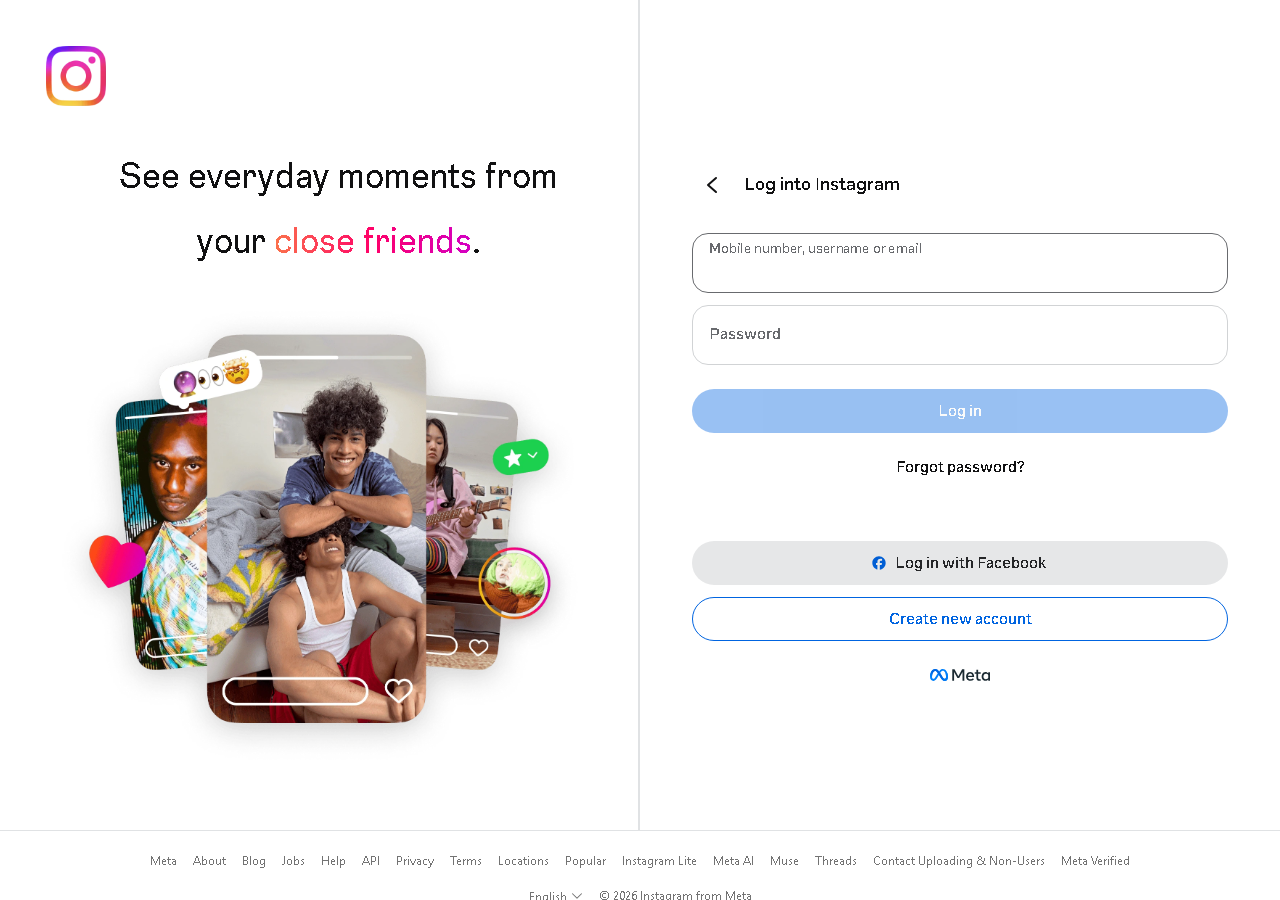 See everyday moments from
your close friends.
Log into Instagram
Mobile number, username or email
Password
Log in
Forgot password?
Log in with Facebook
Create new account
Meta
Meta About Blog Jobs Help API Privacy Terms Locations Popular Instagram Lite Meta AI Muse Threads Contact Uploading & Non-Users Meta Verified
English © 2026 Instagram from Meta